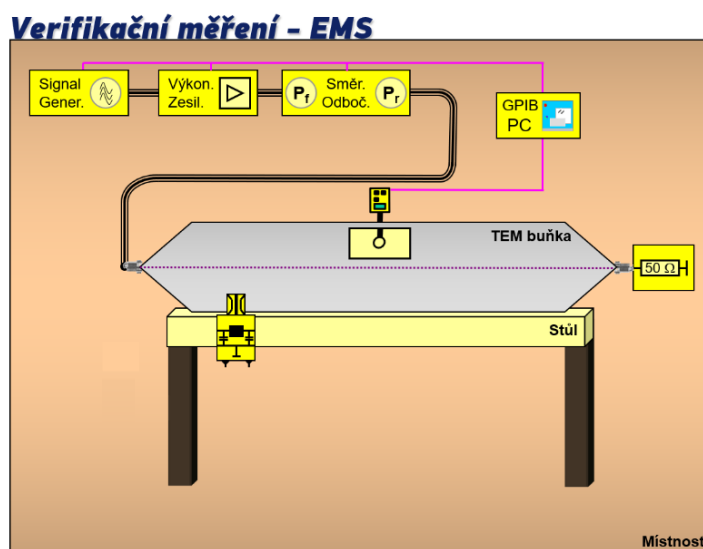 Verifikační měření - EMS
Signal
Gener.
Výkon.
Zesil.
Pf
Směr.
Odboč.
Pr
GPIB
PC
TEM buňka
50 Ω
Stůl
Místnost